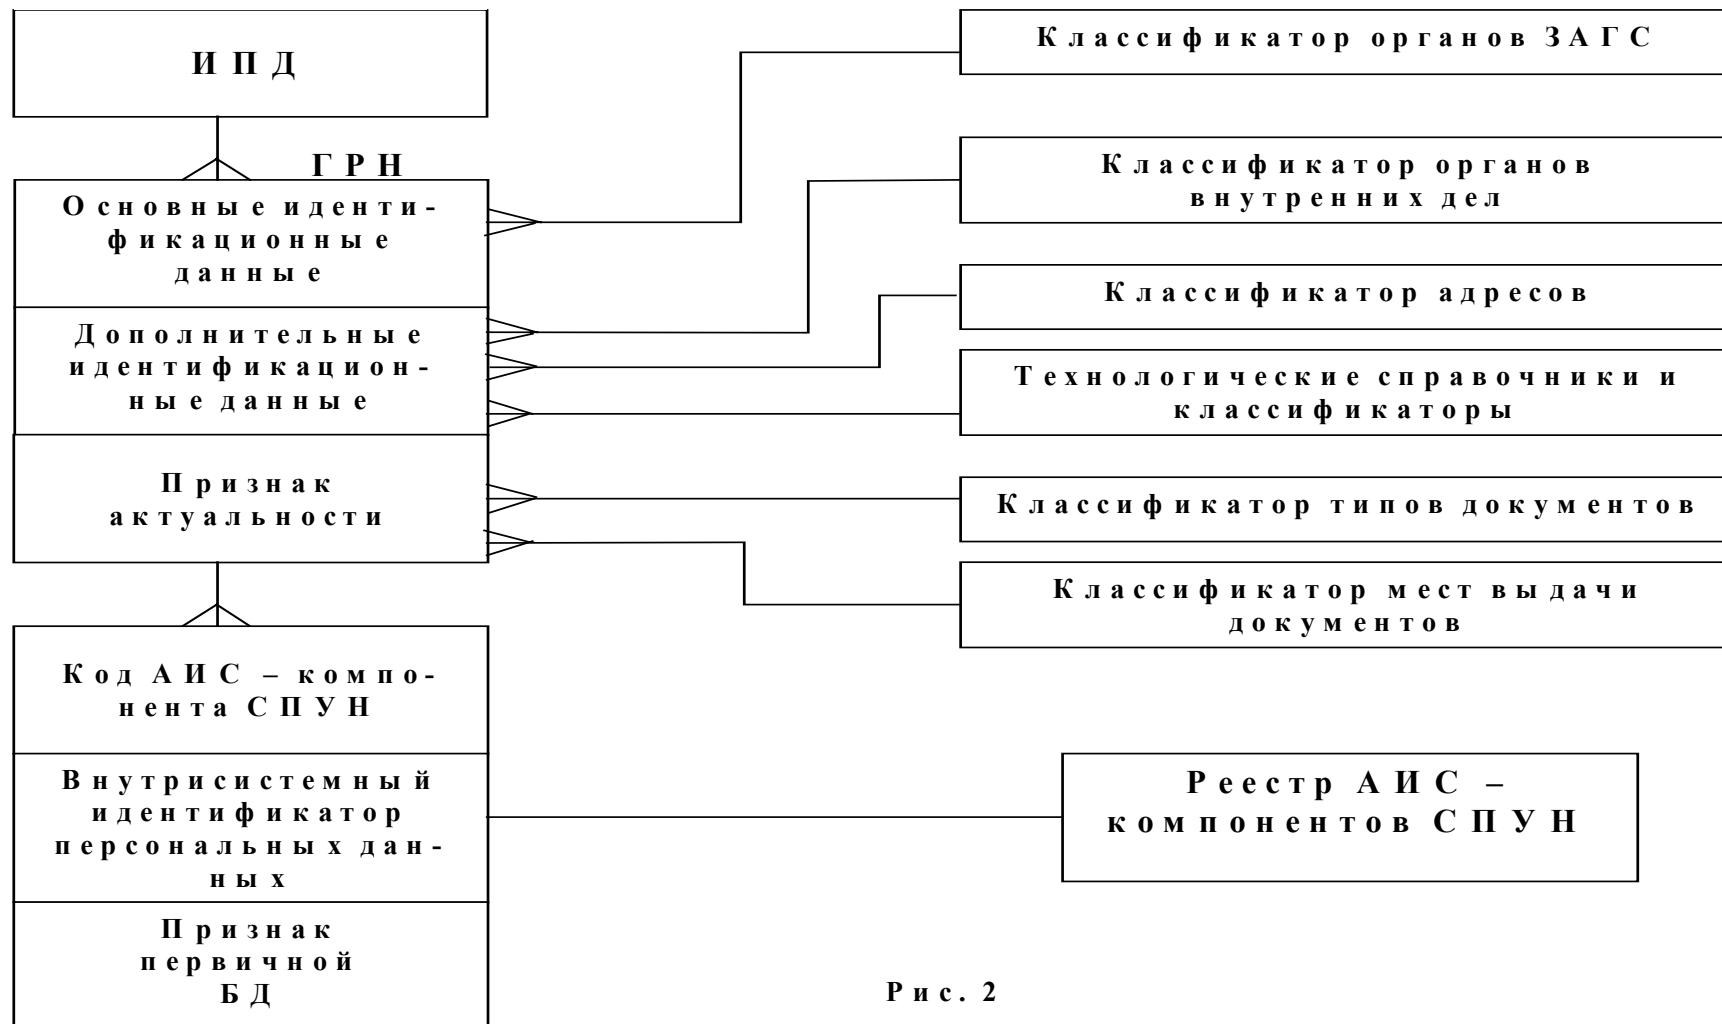 ИПД
ГРН
Основные иденти-
фикационные
данные
Дополнительные
идентификацион-
ные данные
Признак
актуальности
Код АИС – компо-
нента СПУН
Внутрисистемный
идентификатор
персональных дан-
ных
Признак
первичной
БД
Классификатор органов ЗАГС
Классификатор органов
внутренних дел
Классификатор адресов
Технологические справочники и
классификаторы
Классификатор типов документов
Классификатор мест выдачи
документов
Реестр АИС –
компонентов СПУН
Рис. 2